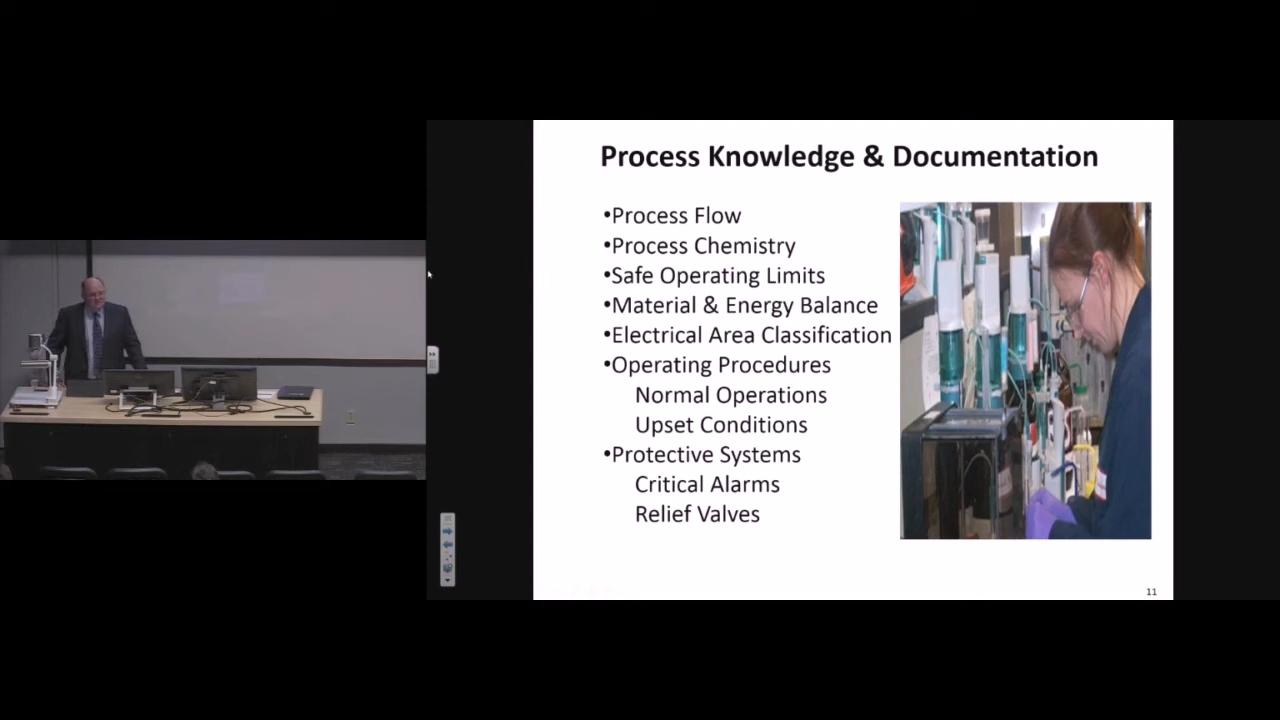 Process Knowledge & Documentation
•Process Flow
•Process Chemistry
•Safe Operating Limits
•Material & Energy Balance
•Electrical Area Classification
•Operating Procedures
Normal Operations
Upset Conditions
•Protective Systems
Critical Alarms
Relief Valves
11